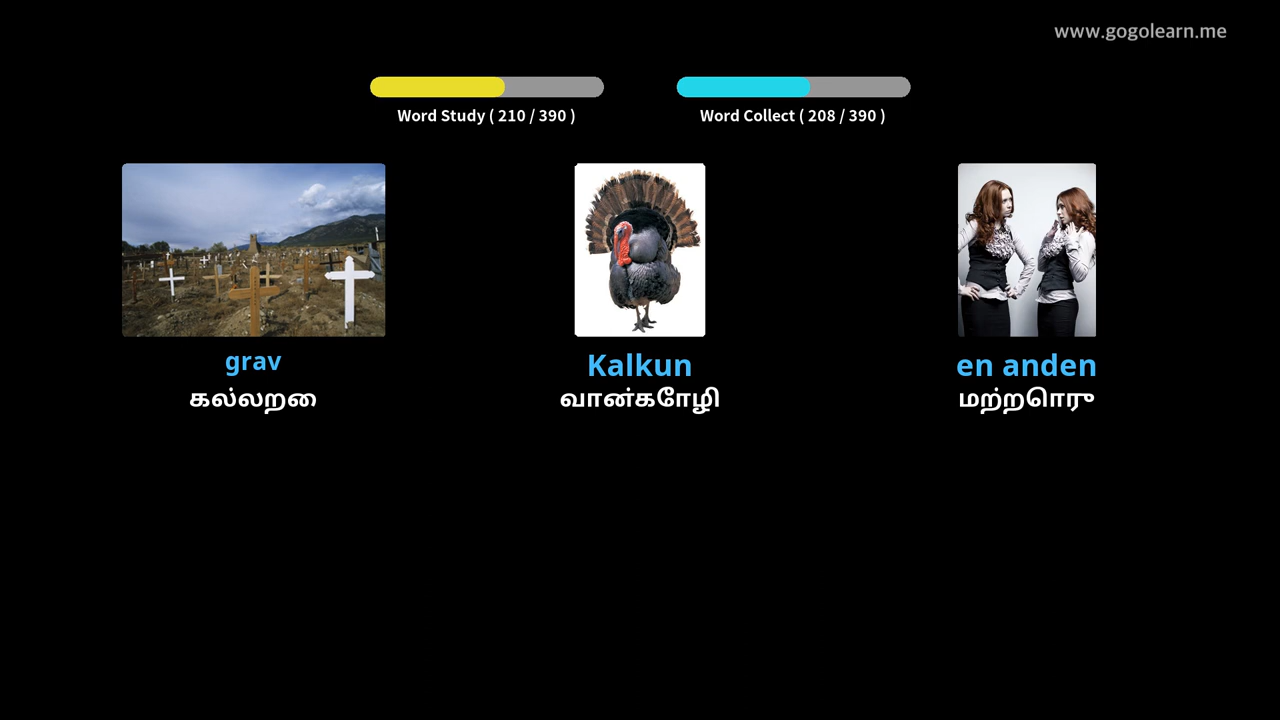 www.gogolearn.me
Word Study ( 210 / 390 )
Word Collect ( 208 / 390 )
grav
Kalkun
en anden
கல்லறை
வான்கோழி
மற்றொரு